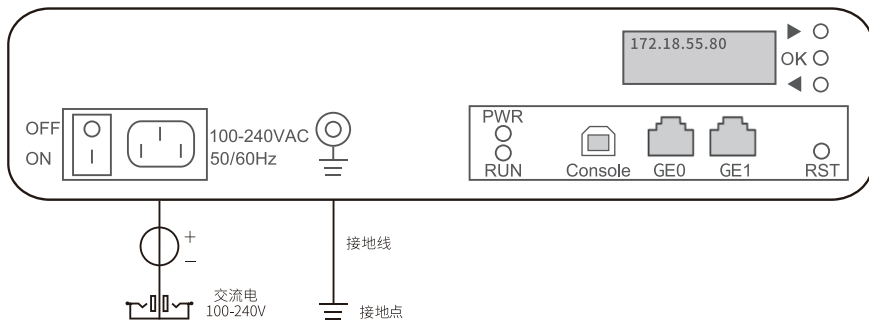 172.18.55.80
OK
OFF
ON
100-240VAC
50/60Hz
PWR
RUN
Console
GE0
GE1
RST
+
−
接地线
交流电
100-240V
接地点